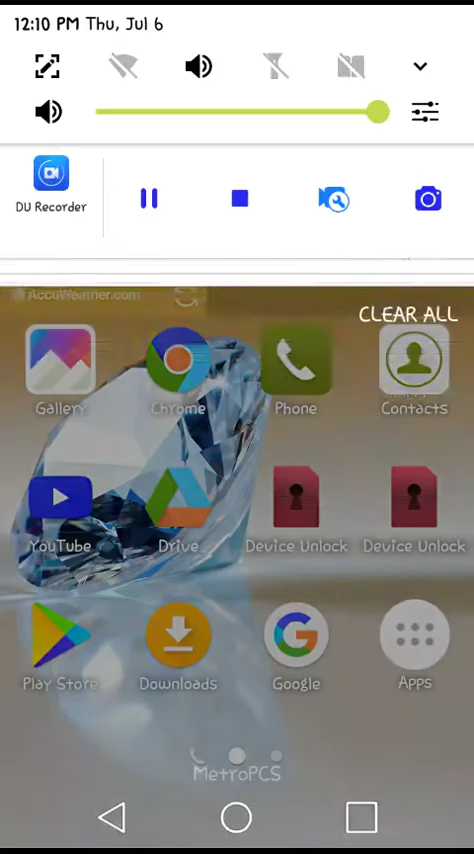 12:10 PM Thu, Jul 6
DU Recorder
AccuWeather.com
CLEAR ALL
Gallery Chrome Phone Contacts
YouTube Drive Device Unlock Device Unlock
Play Store Downloads Google Apps
MetroPCS